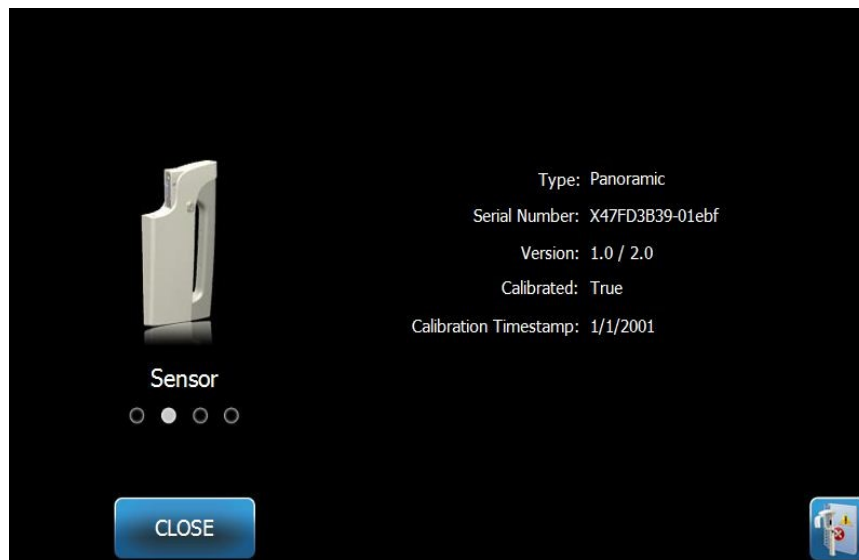 Type: Panoramic
Serial Number: X47FD3B39-01ebf
Version: 1.0 / 2.0
Calibrated: True
Calibration Timestamp: 1/1/2001
Sensor
CLOSE